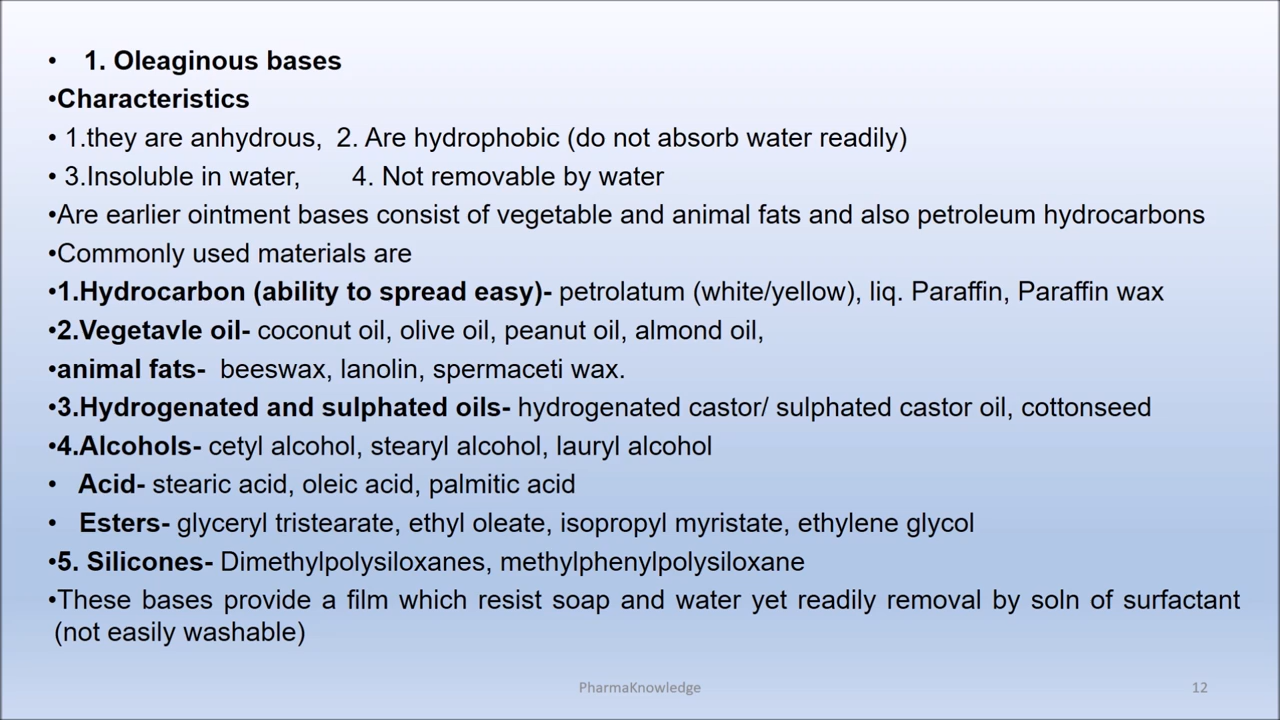 • 1. Oleaginous bases
•Characteristics
• 1.they are anhydrous, 2. Are hydrophobic (do not absorb water readily)
• 3.Insoluble in water, 4. Not removable by water
•Are earlier ointment bases consist of vegetable and animal fats and also petroleum hydrocarbons
•Commonly used materials are
•1.Hydrocarbon (ability to spread easy)- petrolatum (white/yellow), liq. Paraffin, Paraffin wax
•2.Vegetavle oil- coconut oil, olive oil, peanut oil, almond oil,
•animal fats- beeswax, lanolin, spermaceti wax.
•3.Hydrogenated and sulphated oils- hydrogenated castor/ sulphated castor oil, cottonseed
•4.Alcohols- cetyl alcohol, stearyl alcohol, lauryl alcohol
• Acid- stearic acid, oleic acid, palmitic acid
• Esters- glyceryl tristearate, ethyl oleate, isopropyl myristate, ethylene glycol
•5. Silicones- Dimethylpolysiloxanes, methylphenylpolysiloxane
•These bases provide a film which resist soap and water yet readily removal by soln of surfactant
(not easily washable)
PharmaKnowledge 12